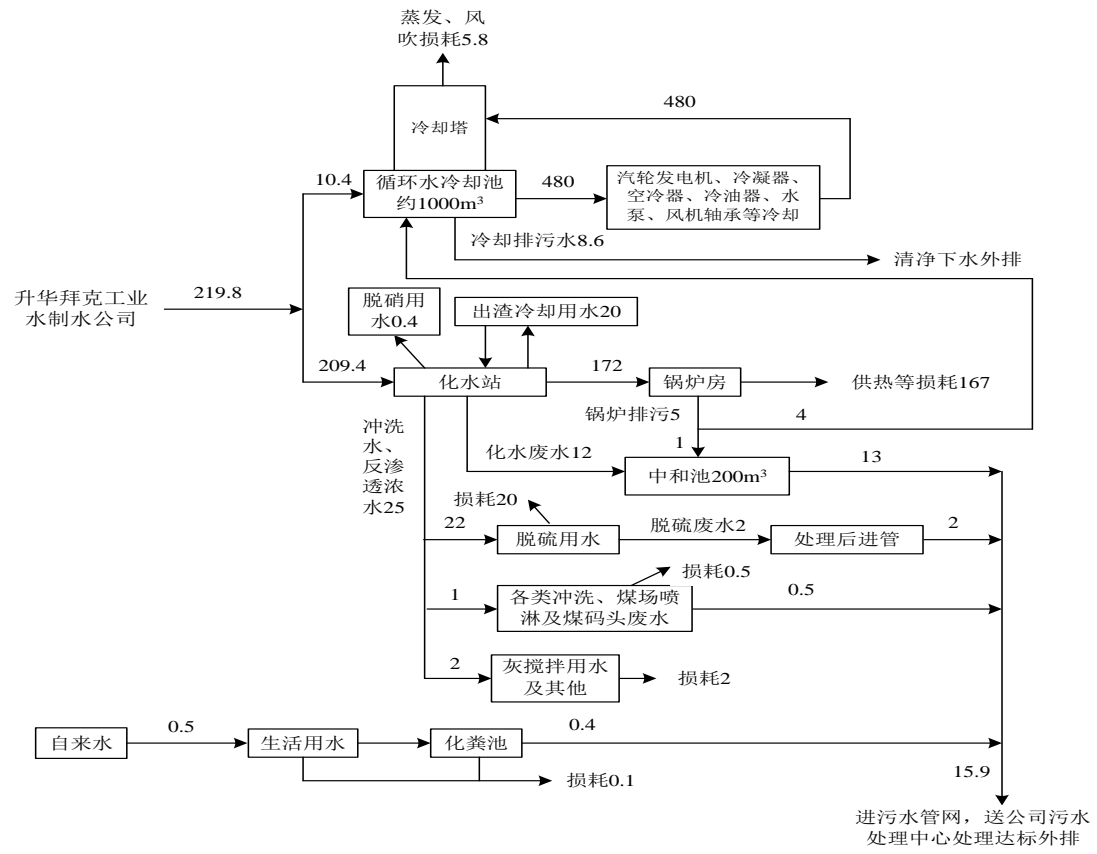 蒸发、风
吹损耗5.8
480
冷却塔
10.4
循环水冷却池
约1000m³
480
汽轮发电机、冷凝器、
空冷器、冷油器、水
泵、风机轴承等冷却
冷却排污水8.6
清净下水外排
升华拜克工业
水制水公司
219.8
脱硝用
水0.4
出渣冷却用水20
209.4
化水站
172
锅炉房
供热等损耗167
锅炉排污5
4
冲洗
水、
反渗
透浓
水25
化水废水12
1
中和池200m³
13
损耗20
22
脱硫用水
脱硫废水2
处理后进管
2
损耗0.5
1
各类冲洗、煤场喷
淋及煤码头废水
0.5
2
灰搅拌用水
及其他
损耗2
自来水
0.5
生活用水
化粪池
0.4
损耗0.1
15.9
进污水管网，送公司污水
处理中心处理达标外排